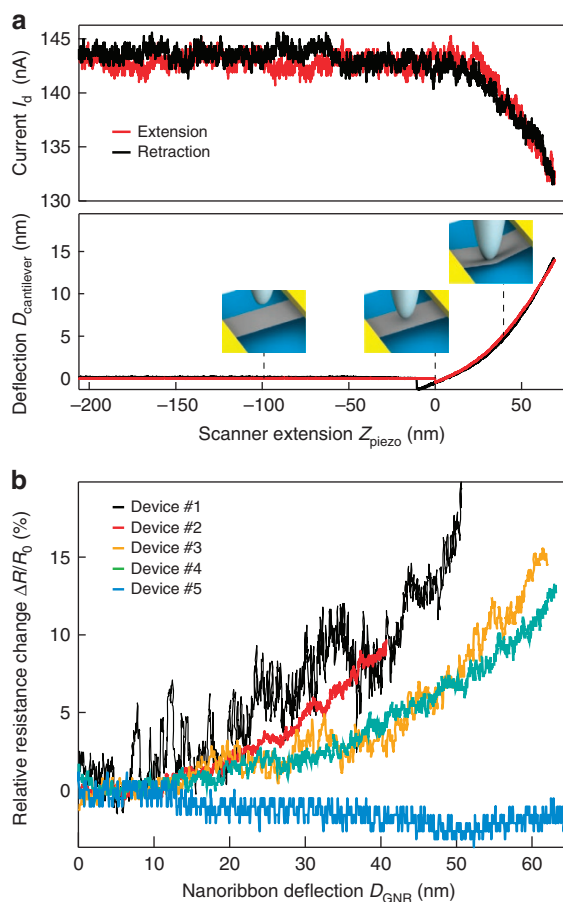 a
145
140
135
130
Current I_d (nA)
Extension
Retraction
15
10
5
0
Deflection D_cantilever (nm)
−200 −150 −100 −50 0 50
Scanner extension Z_piezo (nm)
b
Device #1
Device #2
Device #3
Device #4
Device #5
15
10
5
0
Relative resistance change ΔR/R_0 (%)
0 10 20 30 40 50 60
Nanoribbon deflection D_GNR (nm)